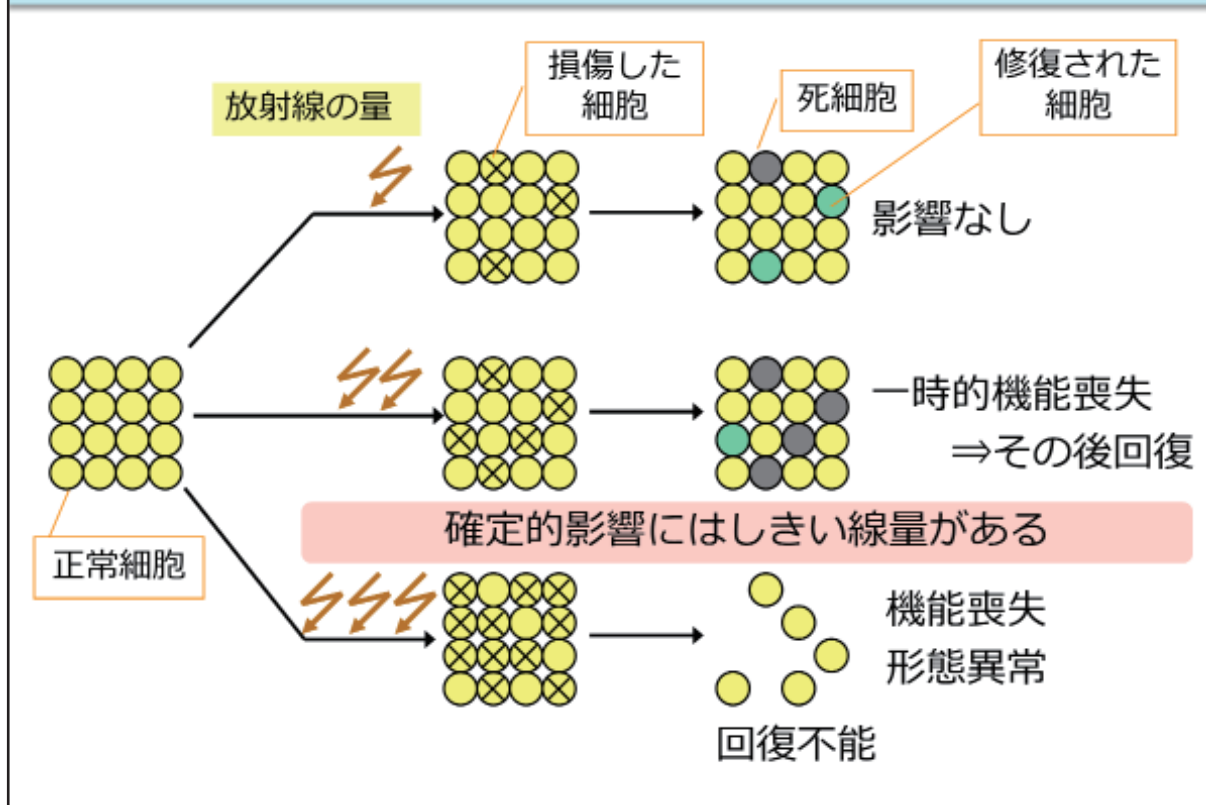 放射線の量
損傷した
細胞
死細胞
修復された
細胞
影響なし
一時的機能喪失
⇒その後回復
正常細胞
確定的影響にはしきい線量がある
機能喪失
形態異常
回復不能